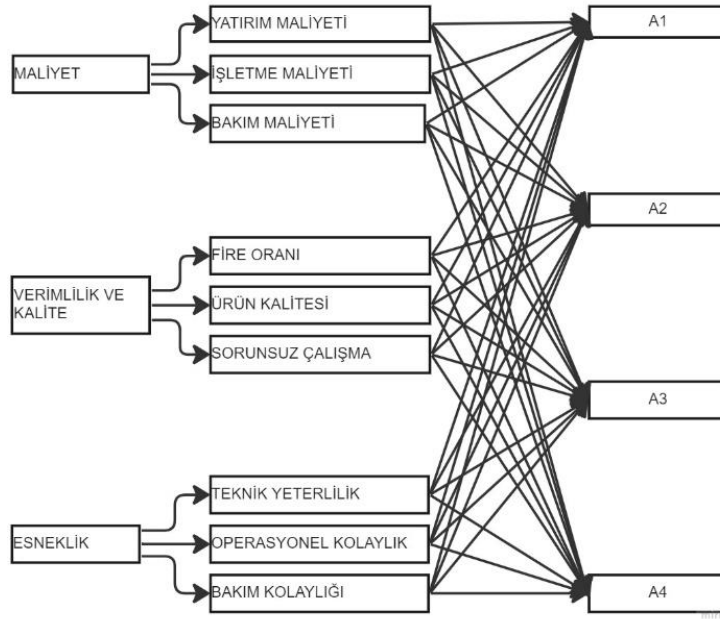 YATIRIM MALİYETİ
A1
MALİYET
İŞLETME MALİYETİ
BAKIM MALİYETİ
A2
FİRE ORANI
VERİMLİLİK VE
KALİTE
ÜRÜN KALİTESİ
SORUNSUZ ÇALIŞMA
A3
TEKNİK YETERLİLİK
ESNEKLİK
OPERASYONEL KOLAYLIK
BAKIM KOLAYLIĞI
A4